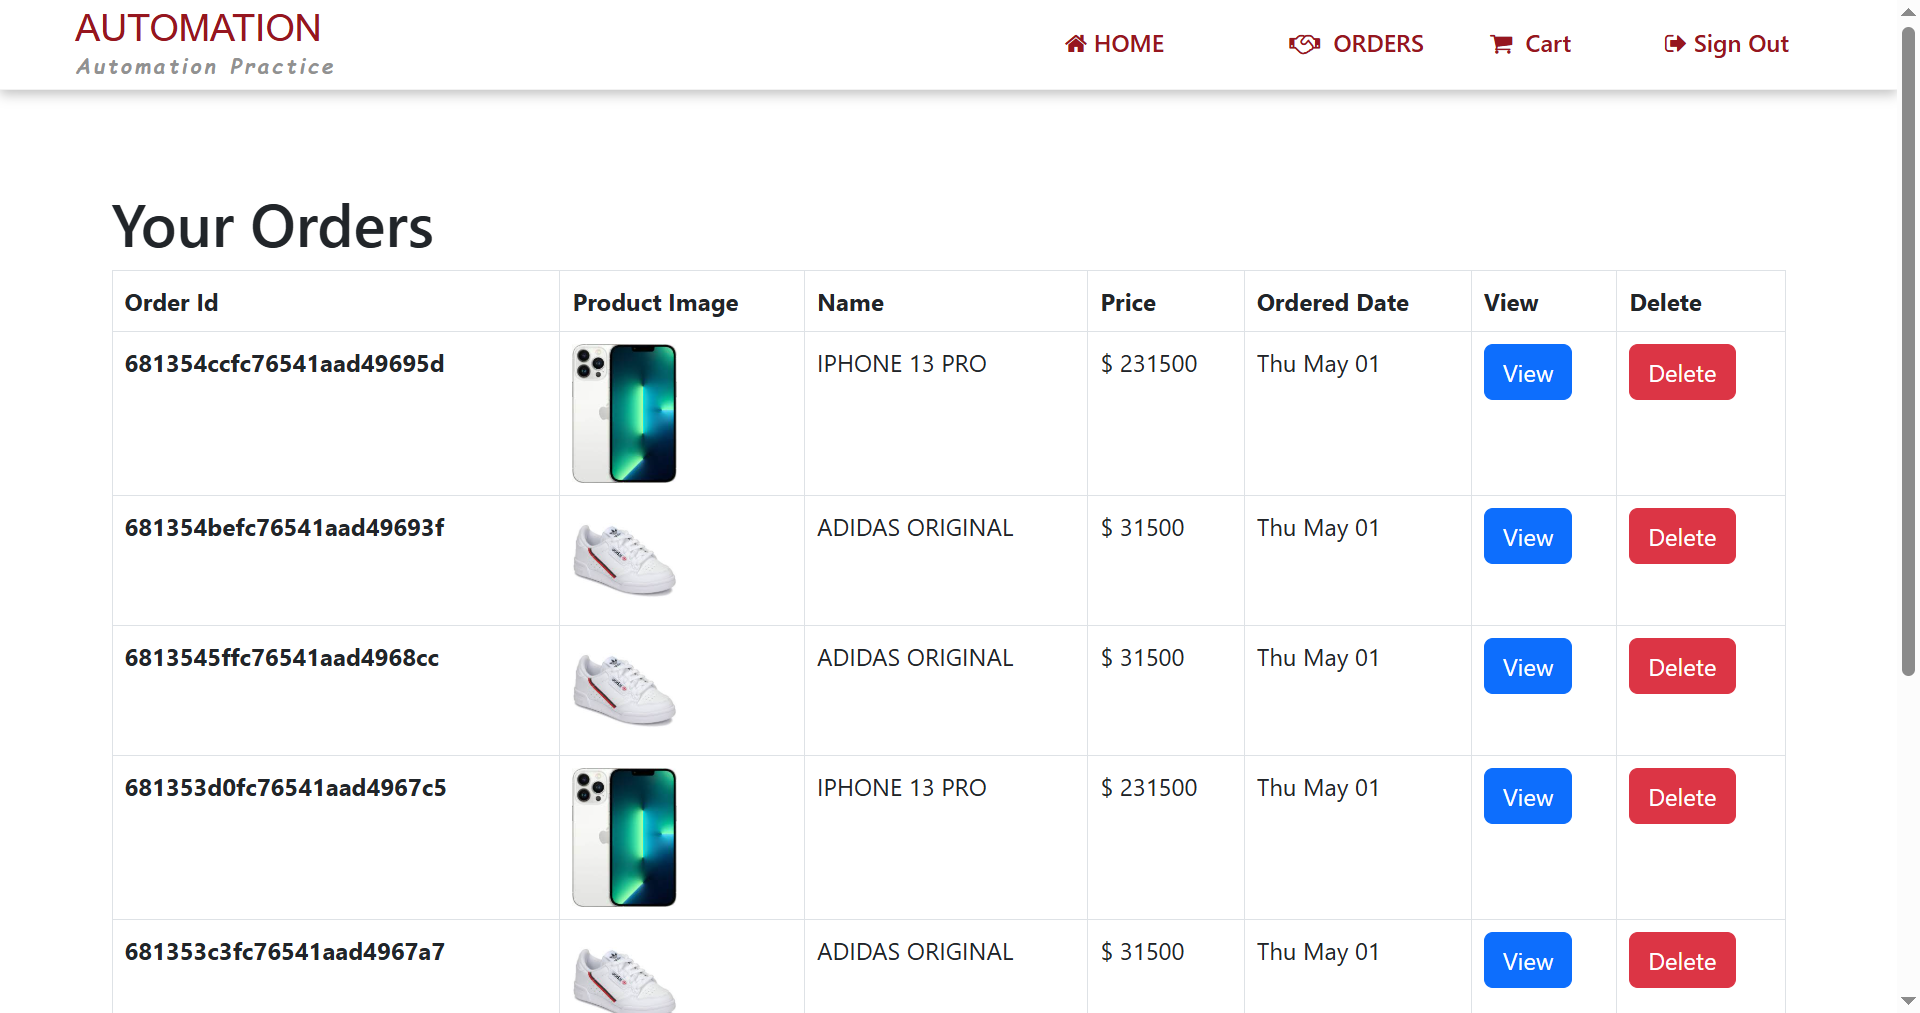 AUTOMATION
Automation Practice
HOME ORDERS Cart Sign Out
Your Orders
Order Id Product Image Name Price Ordered Date View Delete
681354ccfc76541aad49695d IPHONE 13 PRO $ 231500 Thu May 01 View Delete
681354befc76541aad49693f ADIDAS ORIGINAL $ 31500 Thu May 01 View Delete
6813545ffc76541aad4968cc ADIDAS ORIGINAL $ 31500 Thu May 01 View Delete
681353d0fc76541aad4967c5 IPHONE 13 PRO $ 231500 Thu May 01 View Delete
681353c3fc76541aad4967a7 ADIDAS ORIGINAL $ 31500 Thu May 01 View Delete